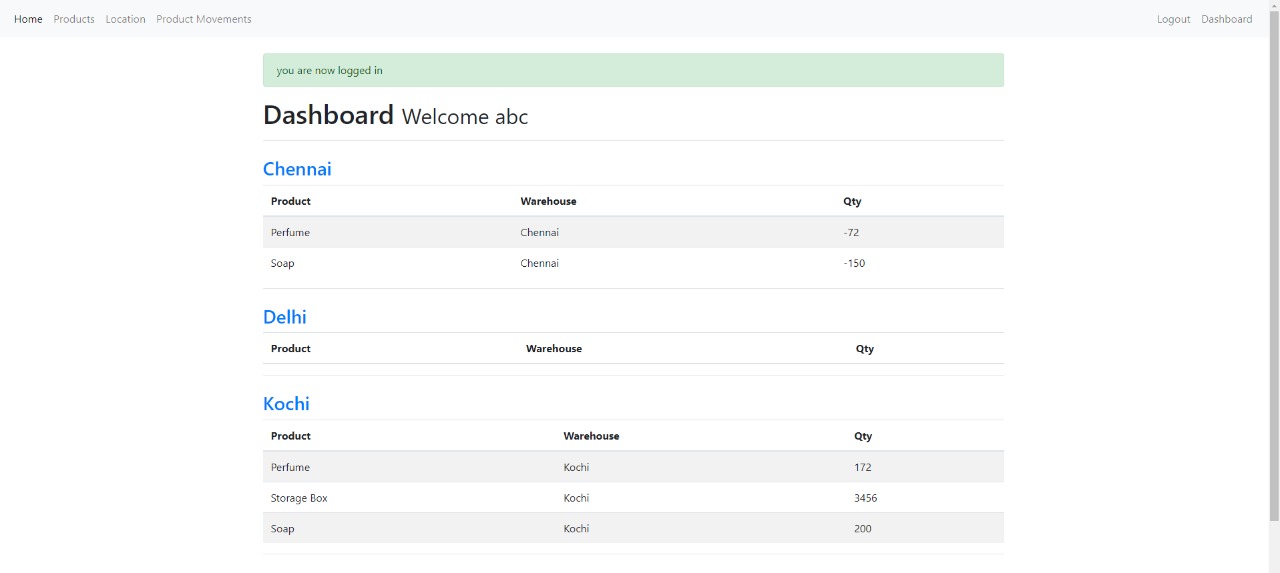 Home Products Location Product Movements Logout Dashboard
you are now logged in
Dashboard Welcome abc
Chennai
Product Warehouse Qty
Perfume Chennai -72
Soap Chennai -150
Delhi
Product Warehouse Qty
Kochi
Product Warehouse Qty
Perfume Kochi 172
Storage Box Kochi 3456
Soap Kochi 200